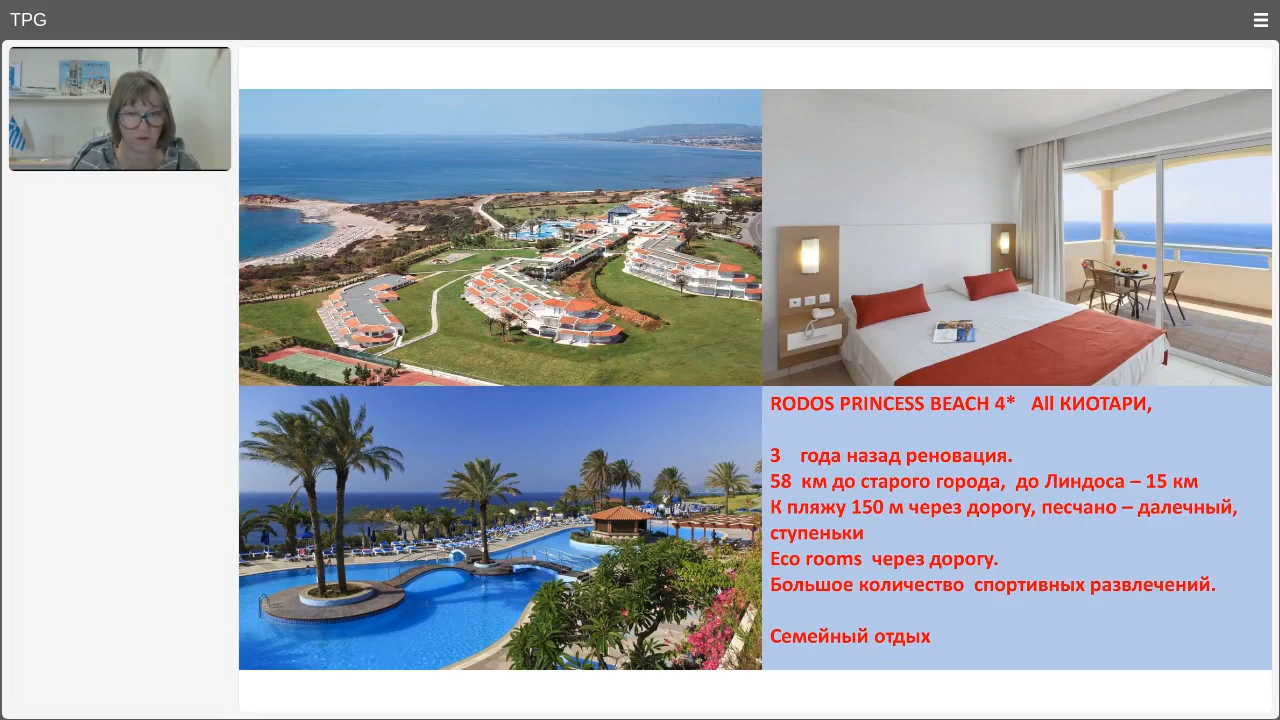 TPG
RODOS PRINCESS BEACH 4*   All КИОТАРИ,
3    года назад реновация.
58  км до старого города,  до Линдоса – 15 км
К пляжу 150 м через дорогу, песчано – далечный,
ступеньки
Eco rooms  через дорогу.
Большое количество  спортивных развлечений.
Семейный отдых